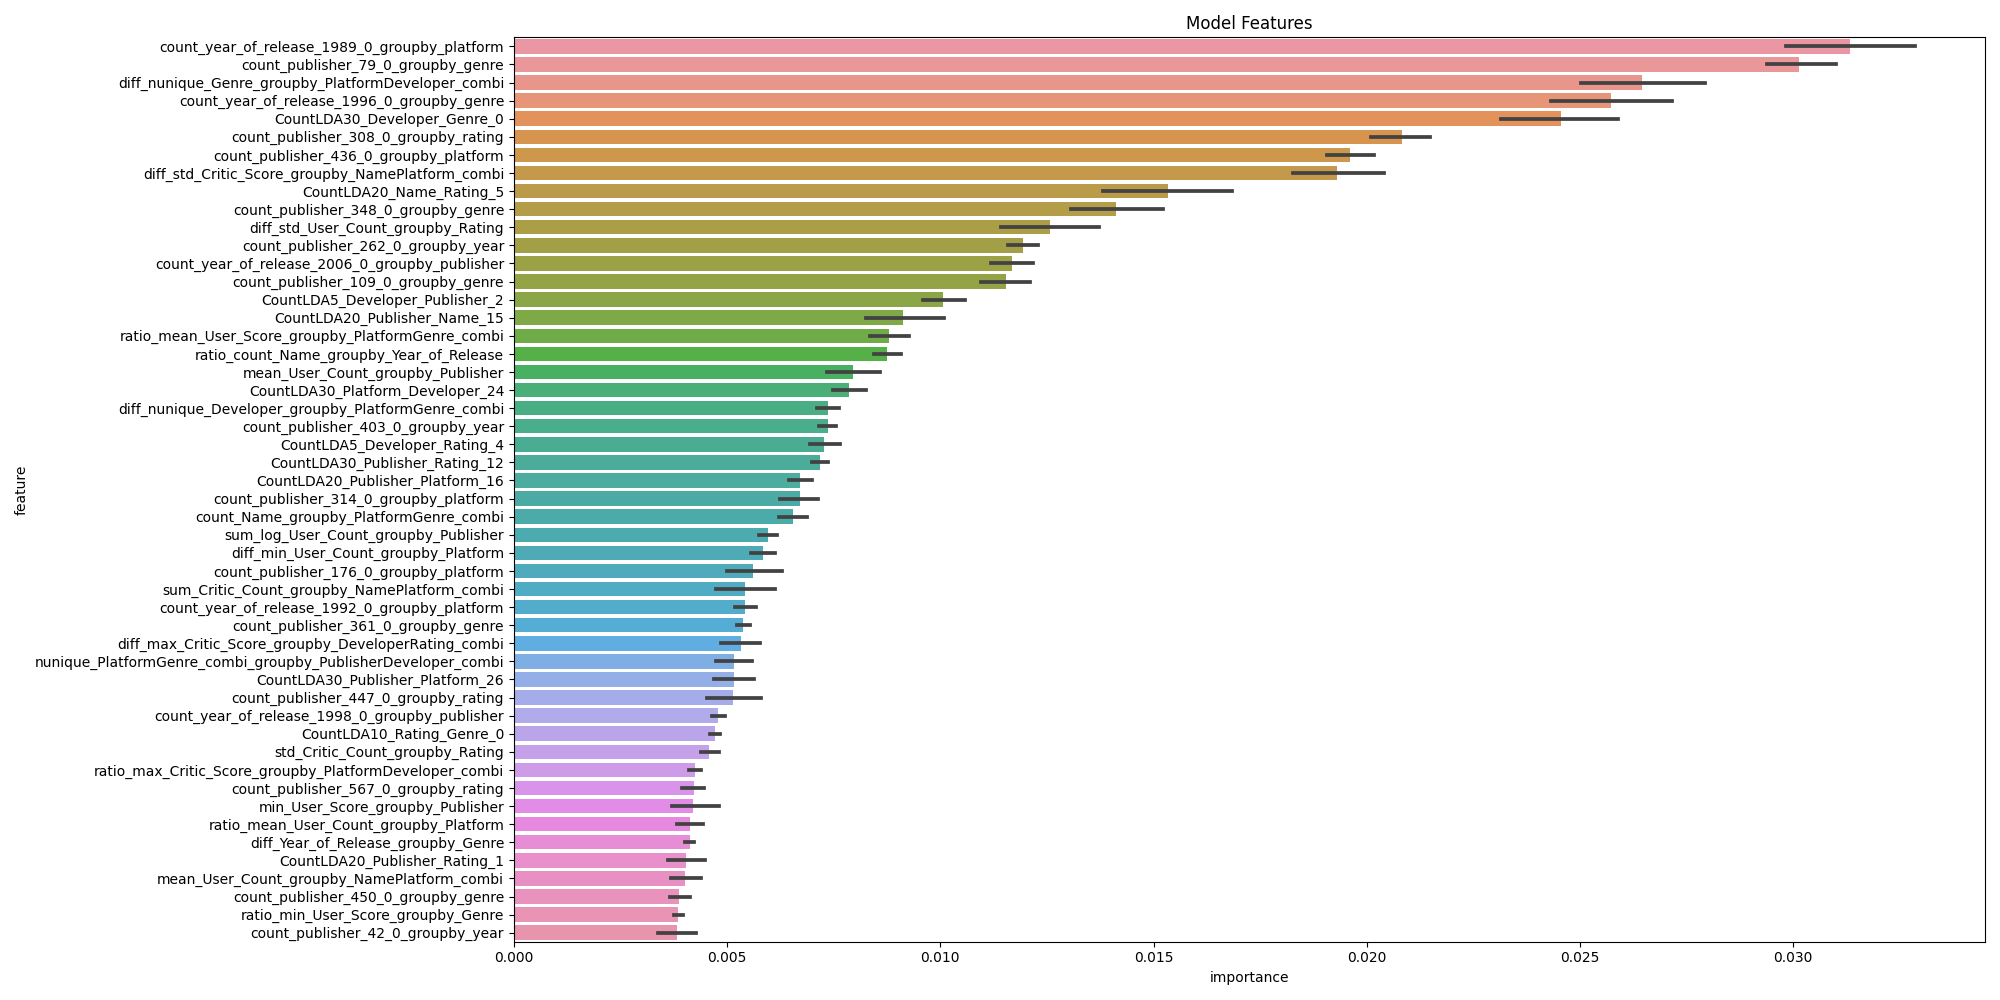 Model Features
count_year_of_release_1989_0_groupby_platform
count_publisher_79_0_groupby_genre
diff_nunique_Genre_groupby_PlatformDeveloper_combi
count_year_of_release_1996_0_groupby_genre
CountLDA30_Developer_Genre_0
count_publisher_308_0_groupby_rating
count_publisher_436_0_groupby_platform
diff_std_Critic_Score_groupby_NamePlatform_combi
CountLDA20_Name_Rating_5
count_publisher_348_0_groupby_genre
diff_std_User_Count_groupby_Rating
count_publisher_262_0_groupby_year
count_year_of_release_2006_0_groupby_publisher
count_publisher_109_0_groupby_genre
CountLDA5_Developer_Publisher_2
CountLDA20_Publisher_Name_15
ratio_mean_User_Score_groupby_PlatformGenre_combi
ratio_count_Name_groupby_Year_of_Release
mean_User_Count_groupby_Publisher
CountLDA30_Platform_Developer_24
diff_nunique_Developer_groupby_PlatformGenre_combi
count_publisher_403_0_groupby_year
CountLDA5_Developer_Rating_4
CountLDA30_Publisher_Rating_12
CountLDA20_Publisher_Platform_16
count_publisher_314_0_groupby_platform
count_Name_groupby_PlatformGenre_combi
sum_log_User_Count_groupby_Publisher
diff_min_User_Count_groupby_Platform
count_publisher_176_0_groupby_platform
sum_Critic_Count_groupby_NamePlatform_combi
count_year_of_release_1992_0_groupby_platform
count_publisher_361_0_groupby_genre
diff_max_Critic_Score_groupby_DeveloperRating_combi
nunique_PlatformGenre_combi_groupby_PublisherDeveloper_combi
CountLDA30_Publisher_Platform_26
count_publisher_447_0_groupby_rating
count_year_of_release_1998_0_groupby_publisher
CountLDA10_Rating_Genre_0
std_Critic_Count_groupby_Rating
ratio_max_Critic_Score_groupby_PlatformDeveloper_combi
count_publisher_567_0_groupby_rating
min_User_Score_groupby_Publisher
ratio_mean_User_Count_groupby_Platform
diff_Year_of_Release_groupby_Genre
CountLDA20_Publisher_Rating_1
mean_User_Count_groupby_NamePlatform_combi
count_publisher_450_0_groupby_genre
ratio_min_User_Score_groupby_Genre
count_publisher_42_0_groupby_year
feature
0.000 0.005 0.010 0.015 0.020 0.025 0.030
importance